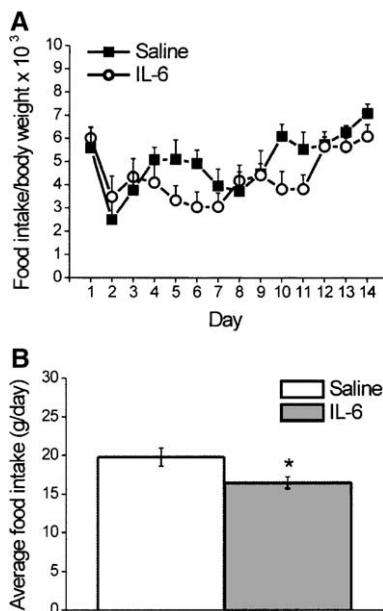 A
Saline
IL-6
Food intake/body weight x 10³
10
9
8
7
6
5
4
3
2
1
0
1 2 3 4 5 6 7 8 9 10 11 12 13 14
Day
B
Saline
IL-6
Average food intake (g/day)
30
25
20
15
10
5
0
*